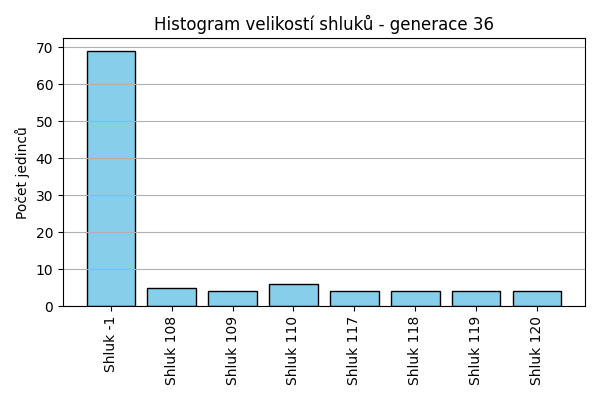 Histogram velikostí shluků - generace 36
Počet jedinců
70
60
50
40
30
20
10
0
Shluk -1
Shluk 108
Shluk 109
Shluk 110
Shluk 117
Shluk 118
Shluk 119
Shluk 120